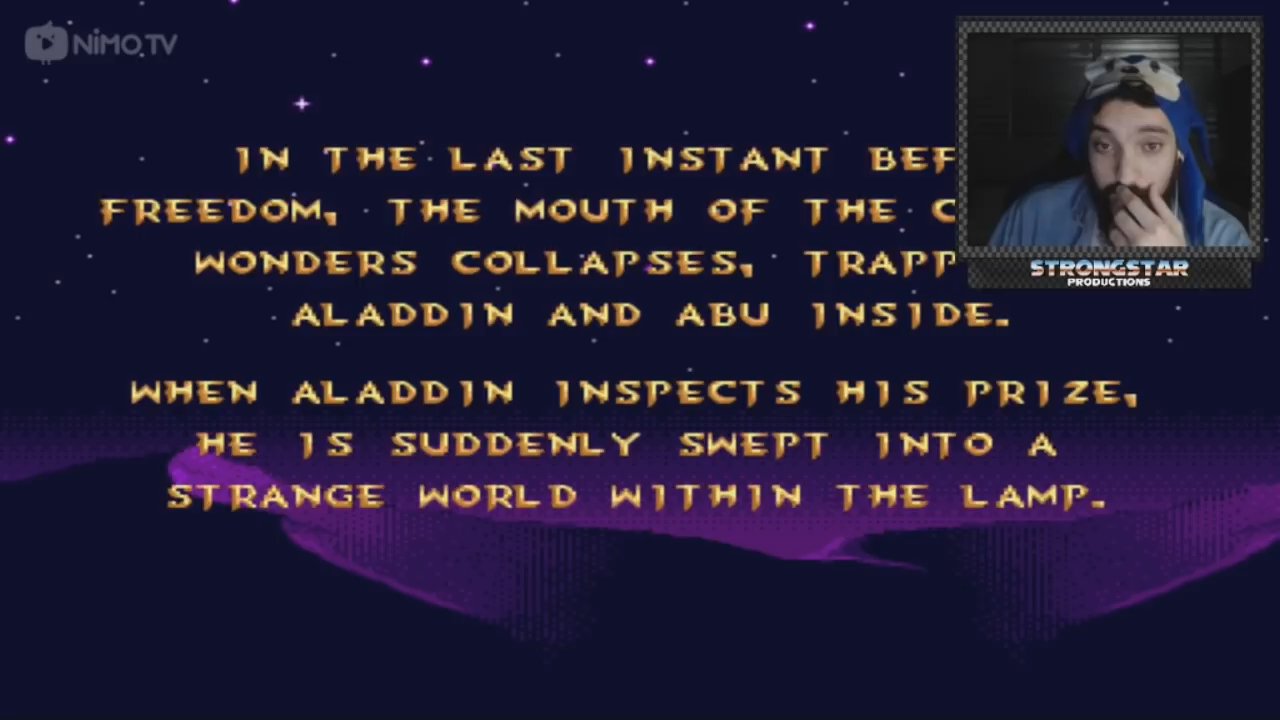 NiMO.TV
IN THE LAST INSTANT BEF
FREEDOM, THE MOUTH OF THE C
WONDERS COLLAPSES, TRAPP
ALADDIN AND ABU INSIDE.
WHEN ALADDIN INSPECTS HIS PRIZE,
HE IS SUDDENLY SWEPT INTO A
STRANGE WORLD WITHIN THE LAMP.
STRONGSTAR
PRODUCTIONS